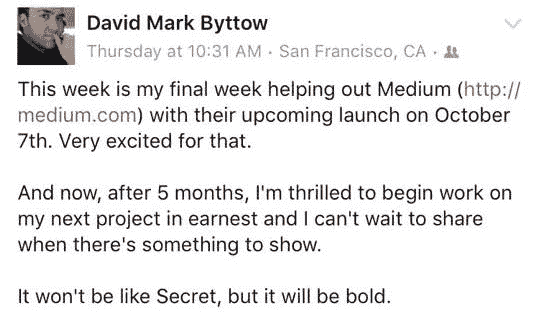 David Mark Byttow
Thursday at 10:31 AM · San Francisco, CA ·
This week is my final week helping out Medium (http://
medium.com) with their upcoming launch on October
7th. Very excited for that.
And now, after 5 months, I'm thrilled to begin work on
my next project in earnest and I can't wait to share
when there's something to show.
It won't be like Secret, but it will be bold.